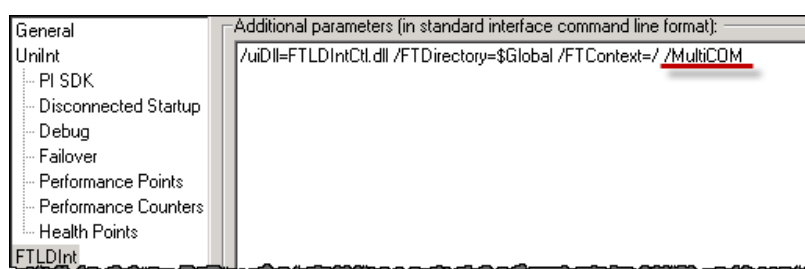 General
UniInt
PI SDK
Disconnected Startup
Debug
Failover
Performance Points
Performance Counters
Health Points
FTLDInt
Additional parameters (in standard interface command line format):
/uiDll=FTLDIntCtl.dll /FTDirectory=$Global /FTContext=/ /MultiCOM